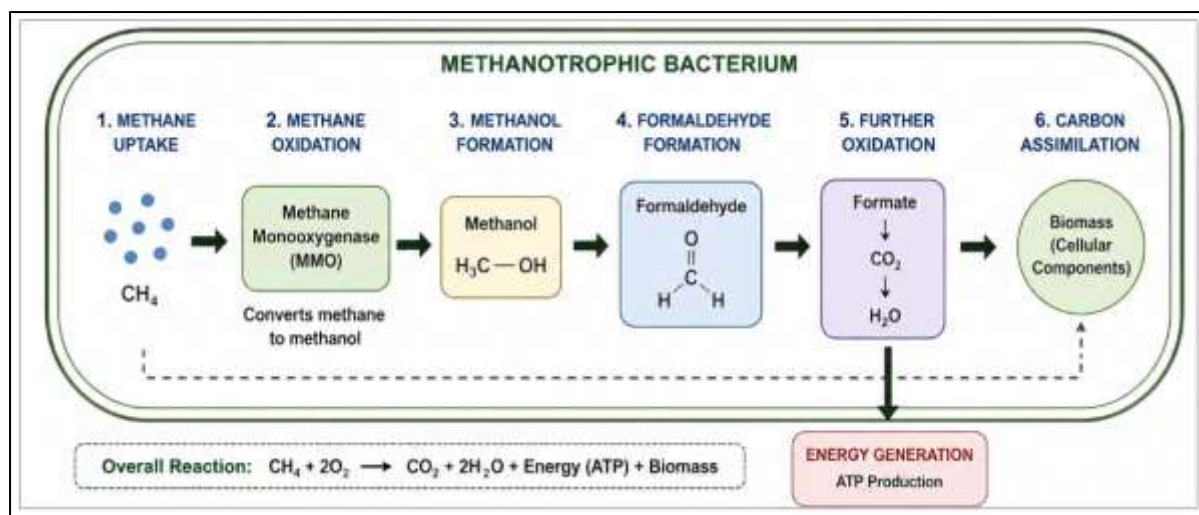 METHANOTROPHIC BACTERIUM
1. METHANE
UPTAKE
2. METHANE
OXIDATION
3. METHANOL
FORMATION
4. FORMALDEHYDE
FORMATION
5. FURTHER
OXIDATION
6. CARBON
ASSIMILATION
CH₄
Methane
Monooxygenase
(MMO)
Converts methane
to methanol
Methanol
H₃C — OH
Formaldehyde
O
C
H H
Formate
↓
CO₂
↓
H₂O
Biomass
(Cellular
Components)
Overall Reaction: CH₄ + 2O₂ → CO₂ + 2H₂O + Energy (ATP) + Biomass
ENERGY GENERATION
ATP Production